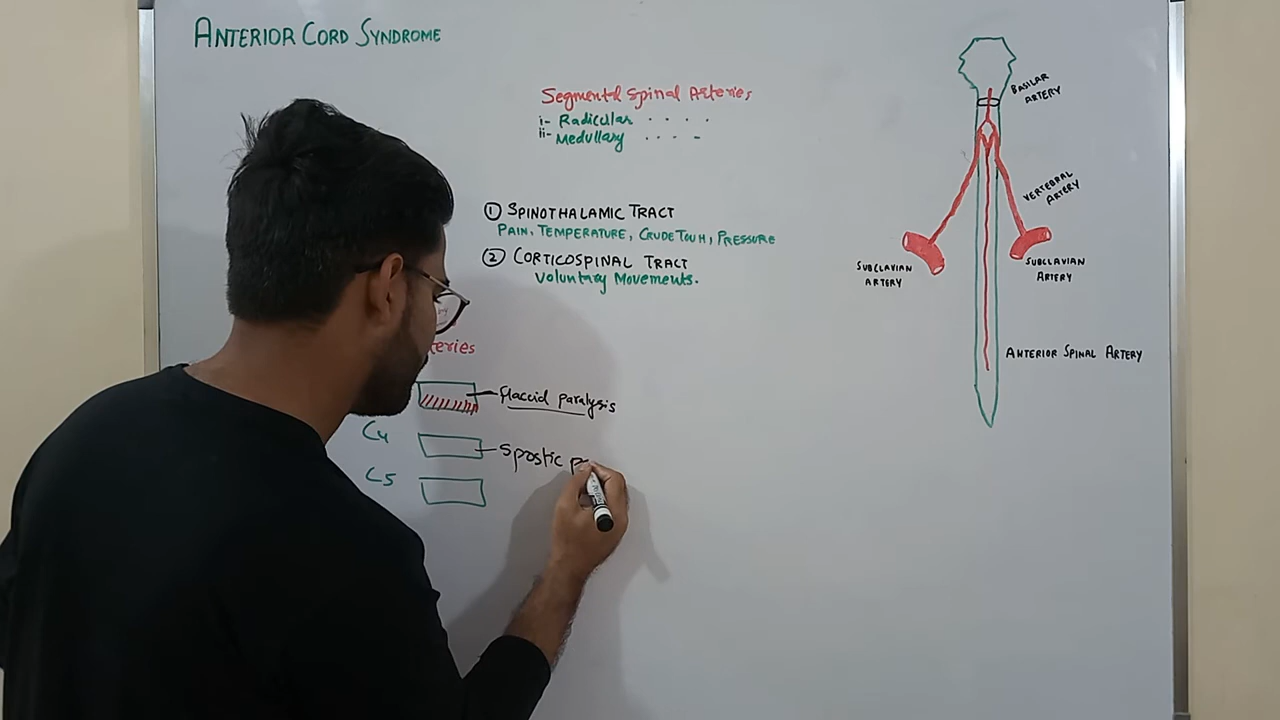 ANTERIOR CORD SYNDROME
Segmental Spinal Arteries
i- Radicular . . . .
ii- Medullary . . . -
① SPINOTHALAMIC TRACT
PAIN, TEMPERATURE, CRUDE TOUH, PRESSURE
② CORTICOSPINAL TRACT
Voluntary Movements.
teries
Flaccid paralysis
C4
Spastic p
C5
BASILAR
ARTERY
VERTEBRAL
ARTERY
SUBCLAVIAN
ARTERY
SUBCLAVIAN
ARTERY
ANTERIOR SPINAL ARTERY